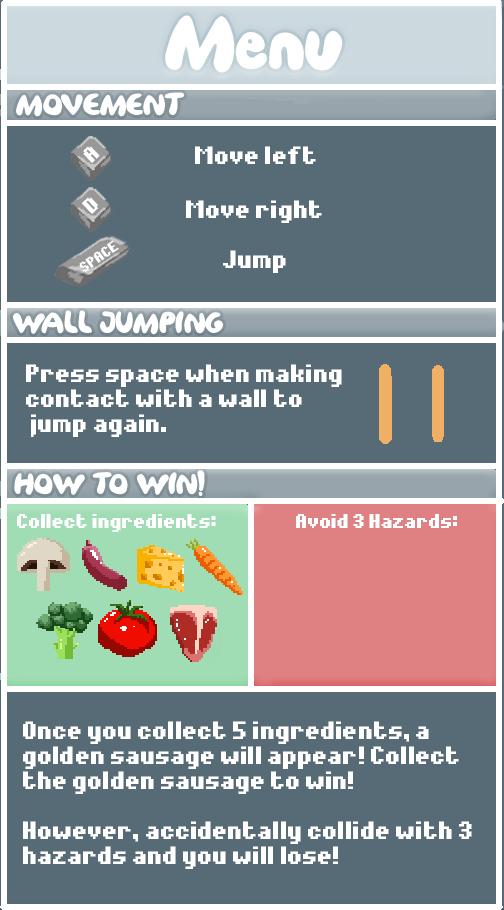 Menu
MOVEMENT
A
Move left
D
Move right
SPACE
Jump
WALL JUMPING
Press space when making
contact with a wall to
jump again.
HOW TO WIN!
Collect ingredients:
Avoid 3 Hazards:
Once you collect 5 ingredients, a
golden sausage will appear! Collect
the golden sausage to win!
However, accidentally collide with 3
hazards and you will lose!